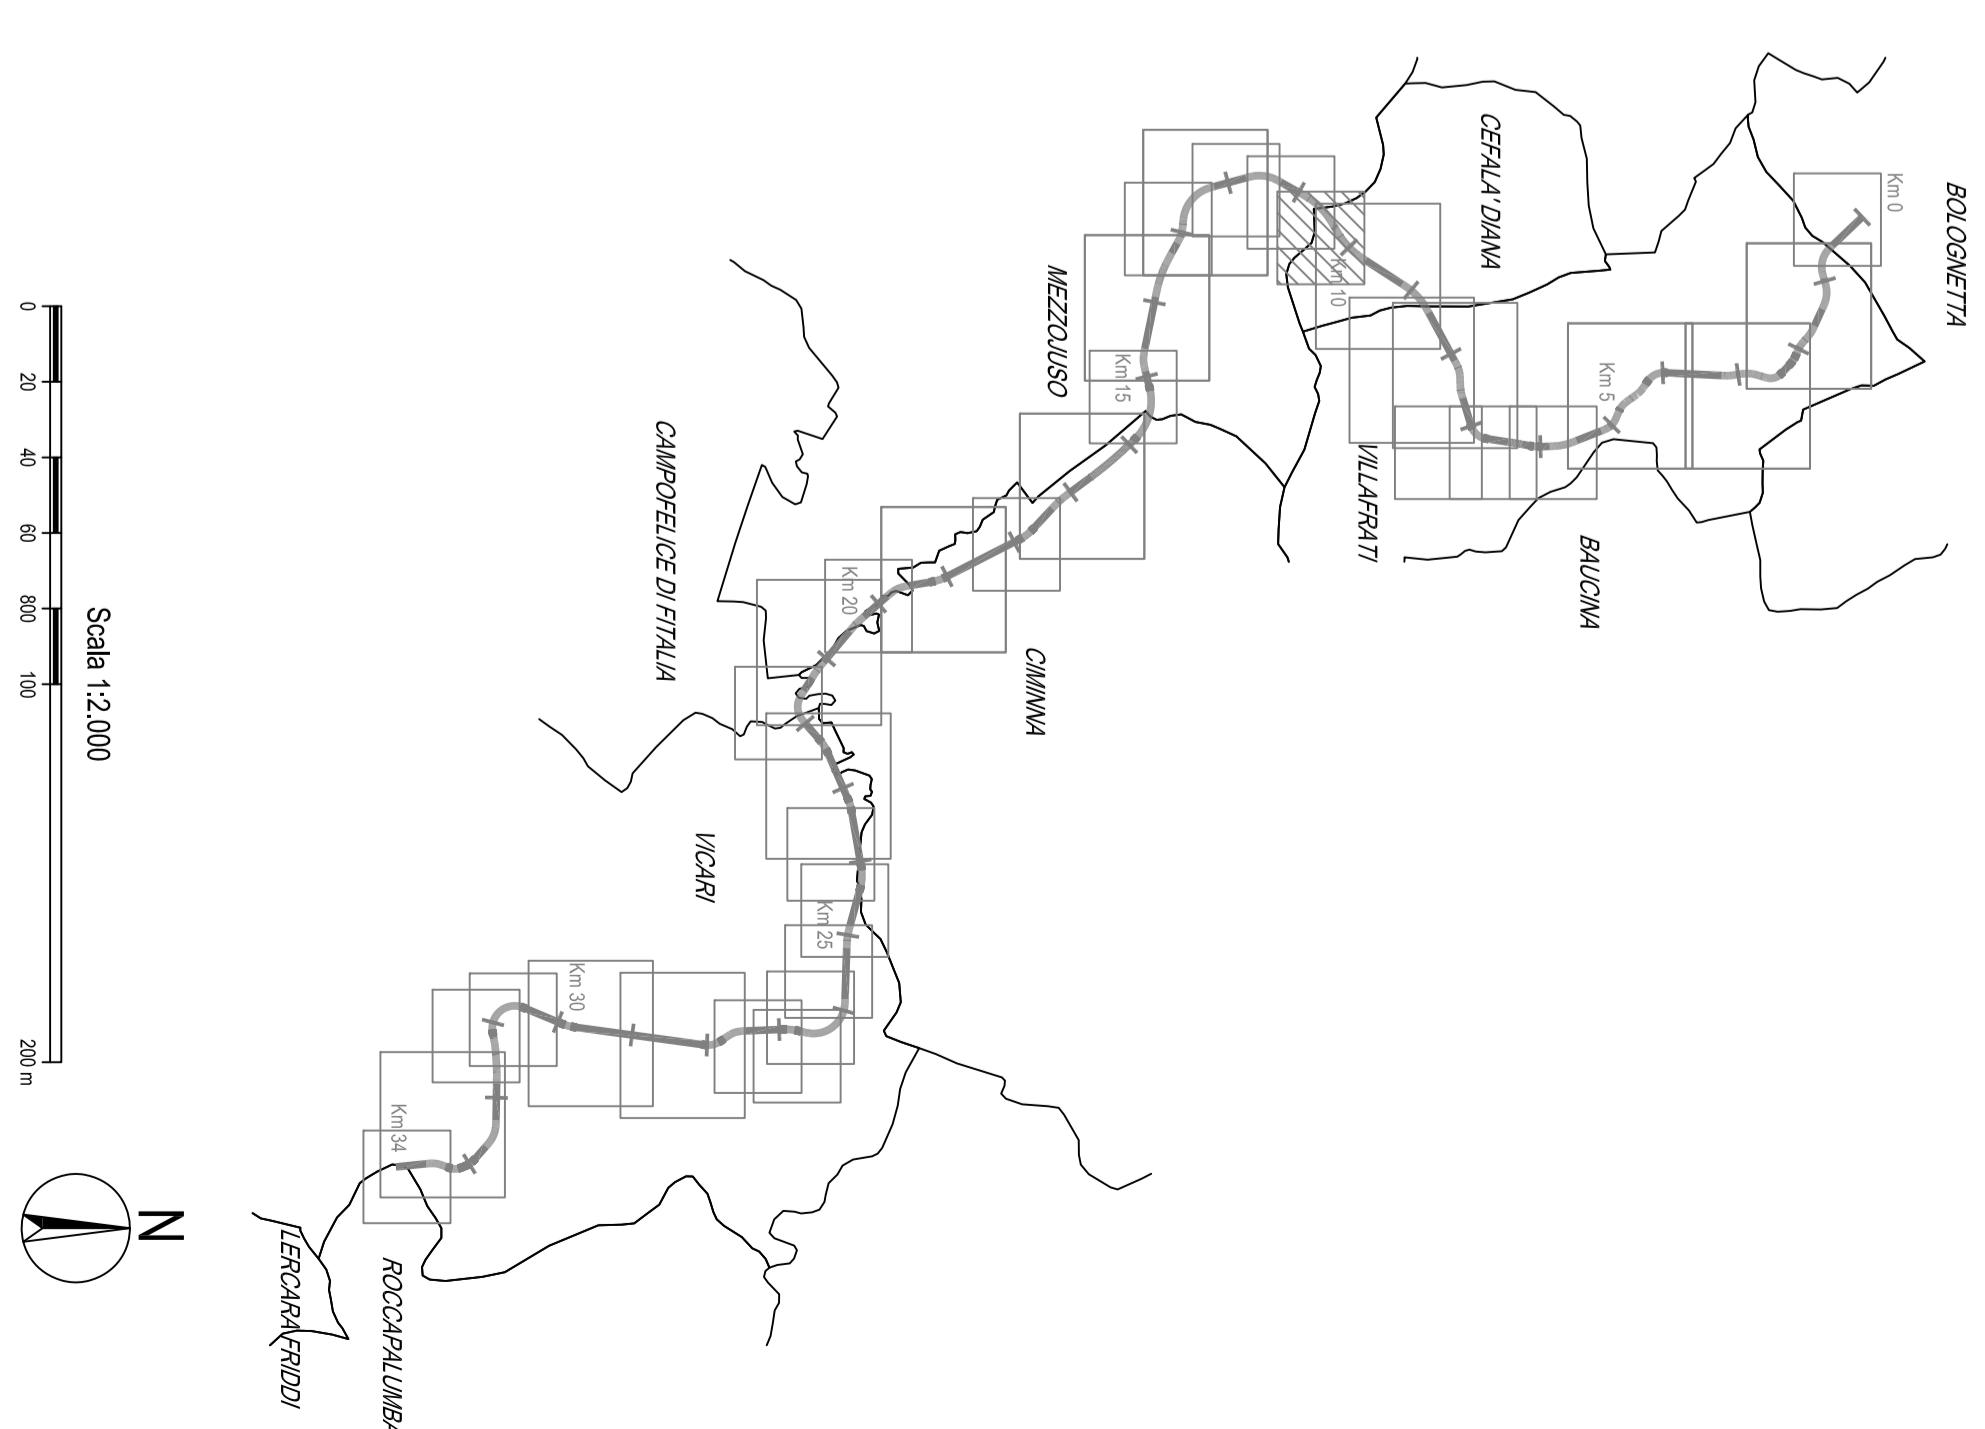 BOLOGNETTA
Km 0
CEFALA' DIANA
Km 10
Km 5
BAUCINA
VILLAFRATI
MEZZOJUSO
Km 15
CAMPOFELICE DI FITALIA
Km 20
CIMINNA
VICARI
Km 25
Km 30
Km 34
ROCCAPALUMBA
LERCARA FRIDDI
Scala 1:2.000
0
20
40
60
800
100
200 m
N